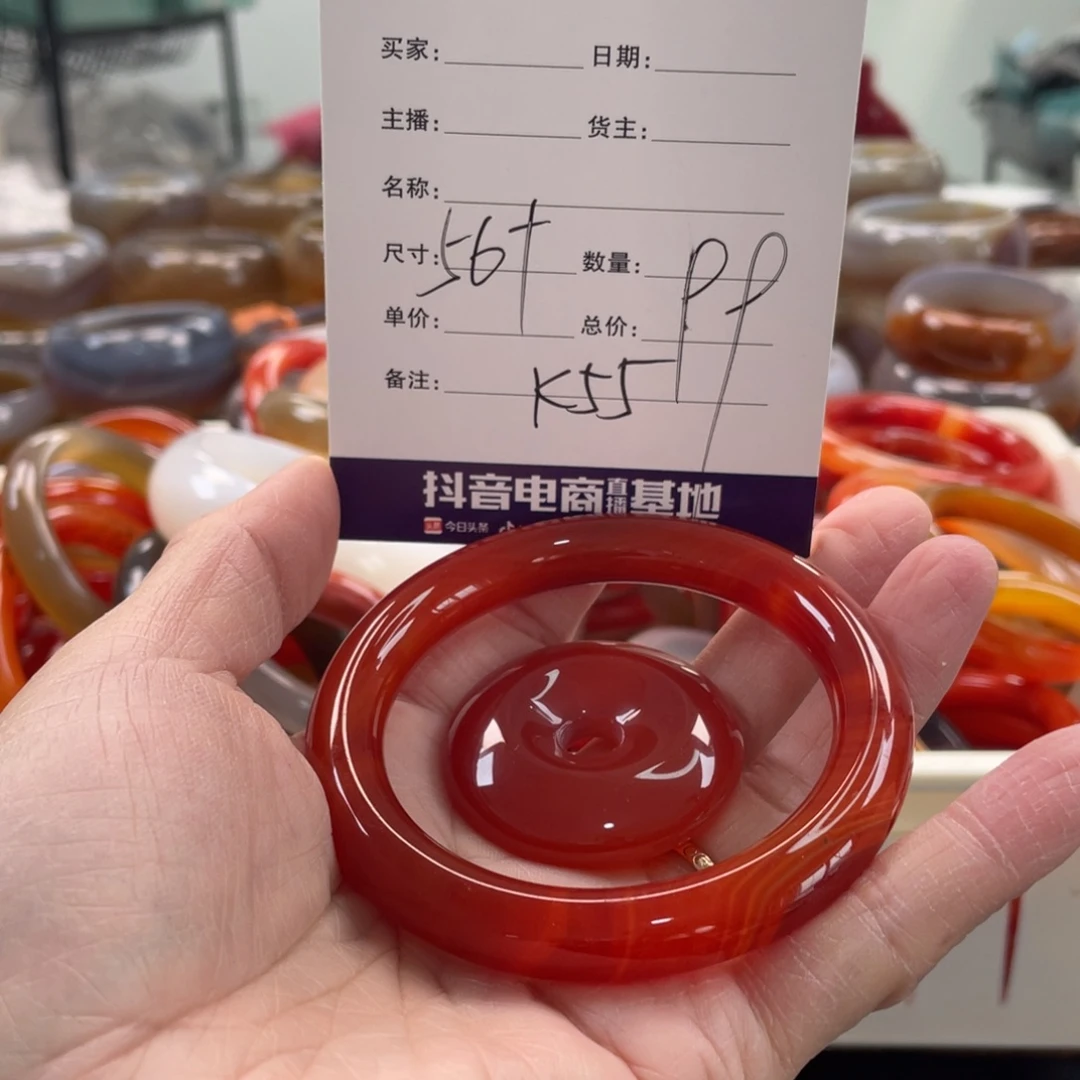 买家： 日期：
主播： 货主：
名称：
尺寸：56+ 数量：PP
单价： 总价：
备注：K55
抖音电商直播基地
今日头条